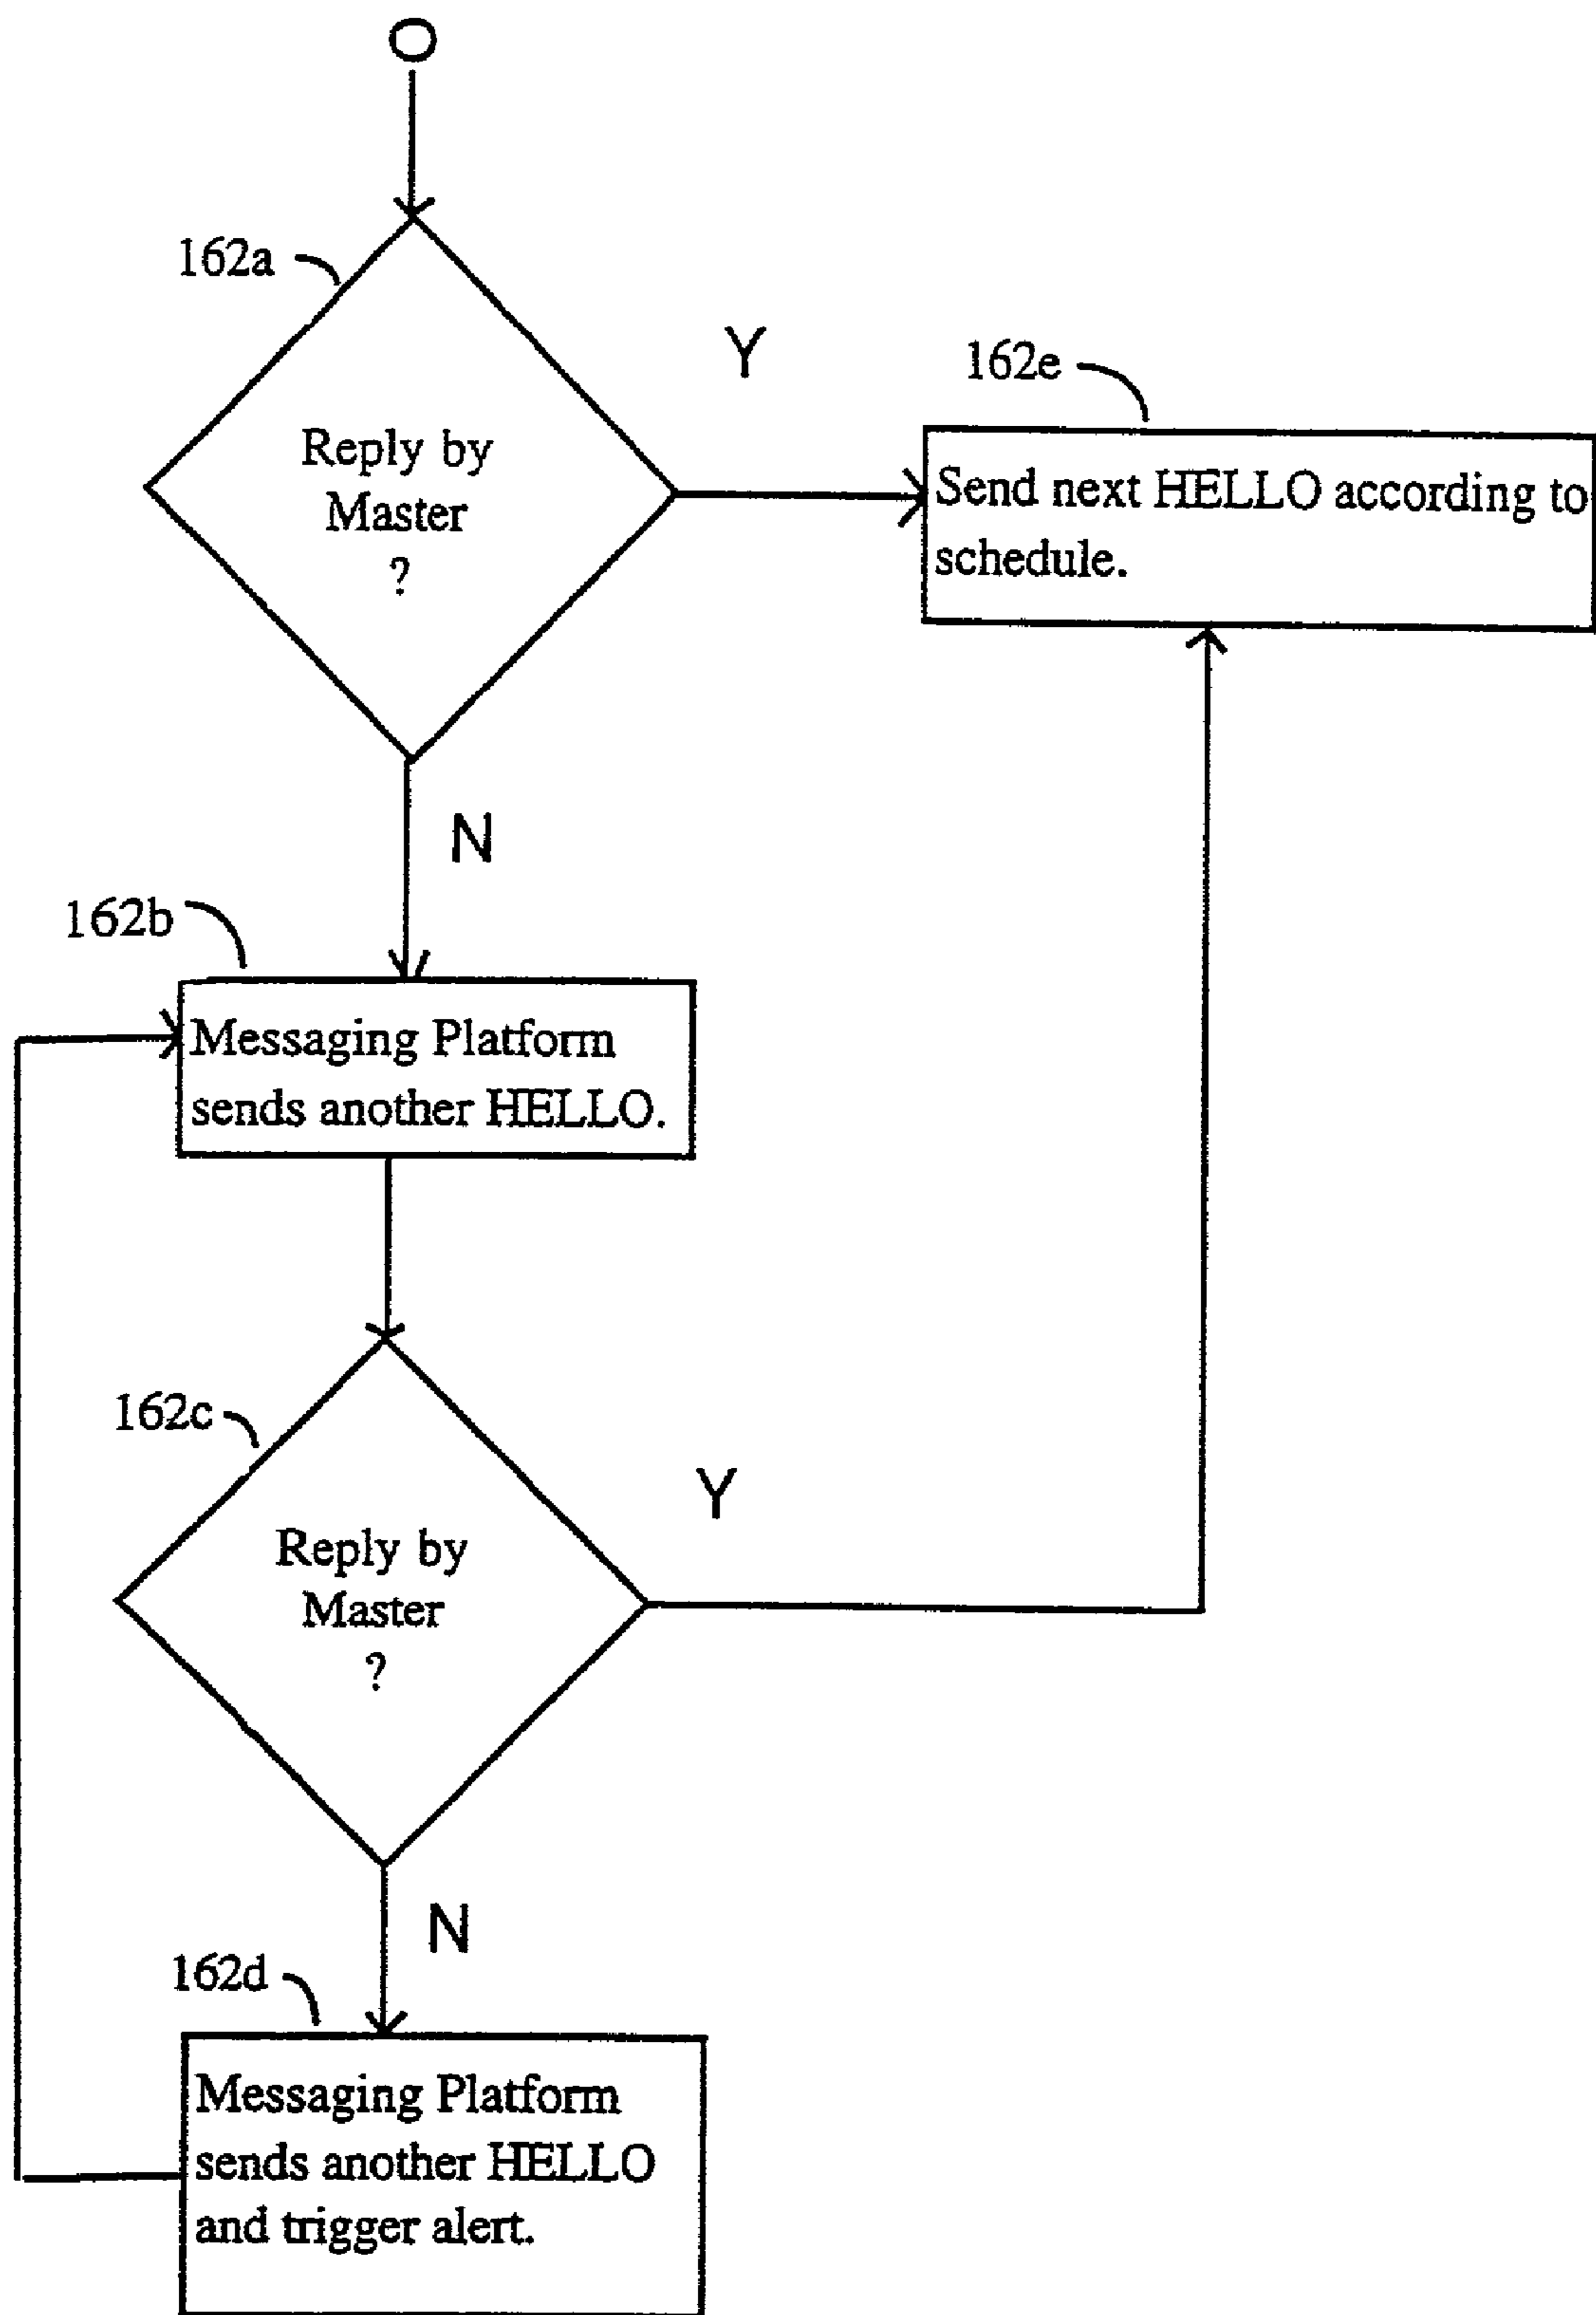 O
162a
Y
162e
Reply by
Master
?
Send next HELLO according to
schedule.
N
162b
Messaging Platform
sends another HELLO.
162c
Y
Reply by
Master
?
N
162d
Messaging Platform
sends another HELLO
and trigger alert.